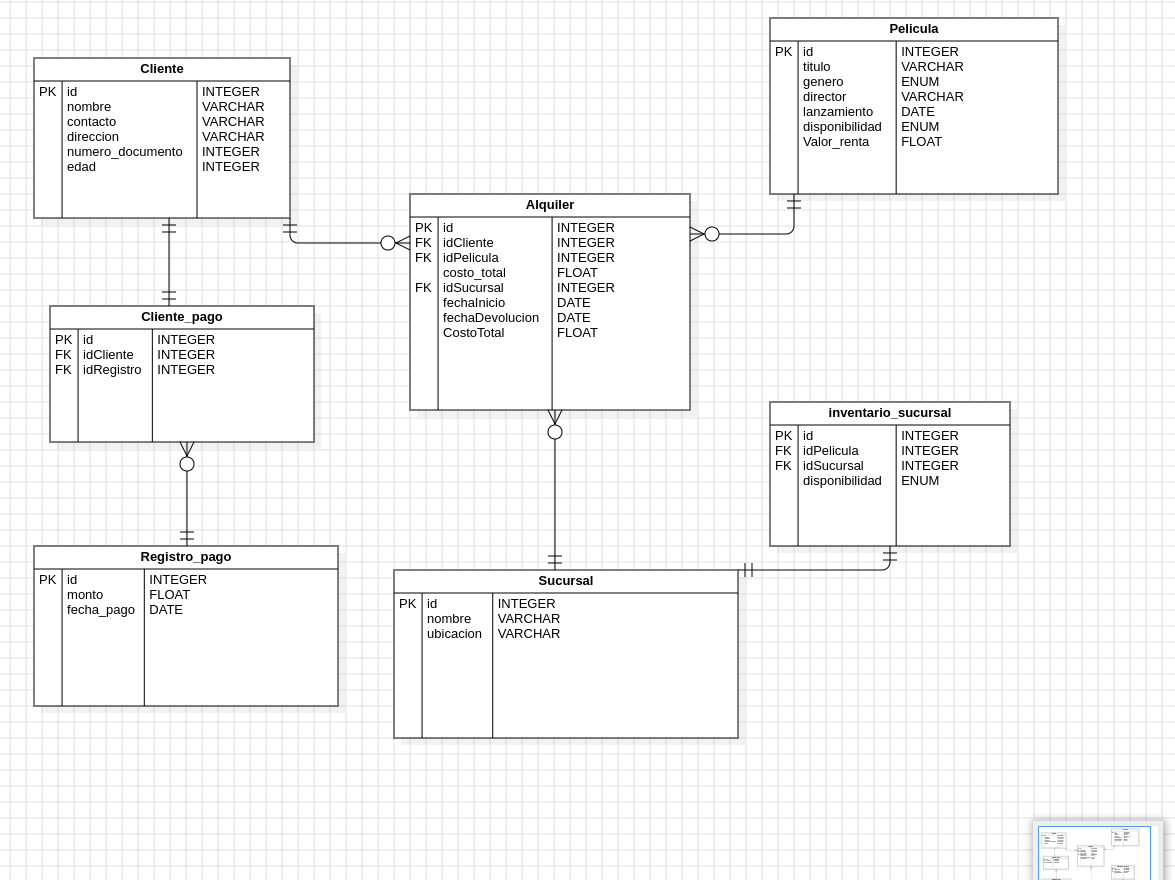 Pelicula
PK id INTEGER
titulo VARCHAR
genero ENUM
director VARCHAR
lanzamiento DATE
disponibilidad ENUM
Valor_renta FLOAT
Cliente
PK id INTEGER
nombre VARCHAR
contacto VARCHAR
direccion VARCHAR
numero_documento INTEGER
edad INTEGER
Alquiler
PK id INTEGER
FK idCliente INTEGER
FK idPelicula INTEGER
costo_total FLOAT
FK idSucursal INTEGER
fechaInicio DATE
fechaDevolucion DATE
CostoTotal FLOAT
Cliente_pago
PK id INTEGER
FK idCliente INTEGER
FK idRegistro INTEGER
inventario_sucursal
PK id INTEGER
FK idPelicula INTEGER
FK idSucursal INTEGER
disponibilidad ENUM
Registro_pago
PK id INTEGER
monto FLOAT
fecha_pago DATE
Sucursal
PK id INTEGER
nombre VARCHAR
ubicacion VARCHAR